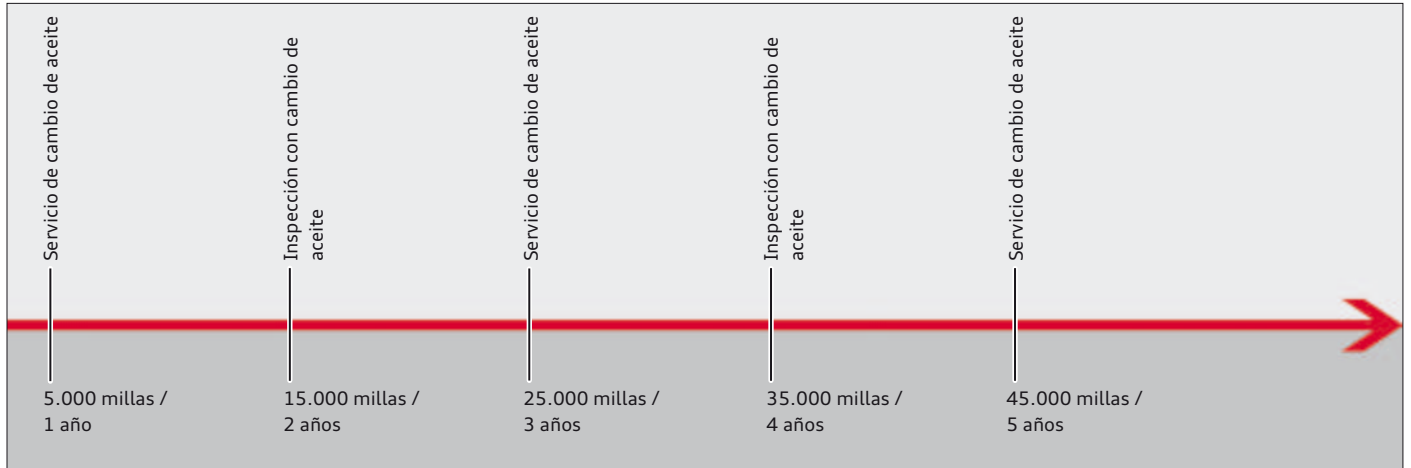 Servicio de cambio de aceite
Inspección con cambio de
aceite
Servicio de cambio de aceite
Inspección con cambio de
aceite
Servicio de cambio de aceite
5.000 millas /
1 año
15.000 millas /
2 años
25.000 millas /
3 años
35.000 millas /
4 años
45.000 millas /
5 años